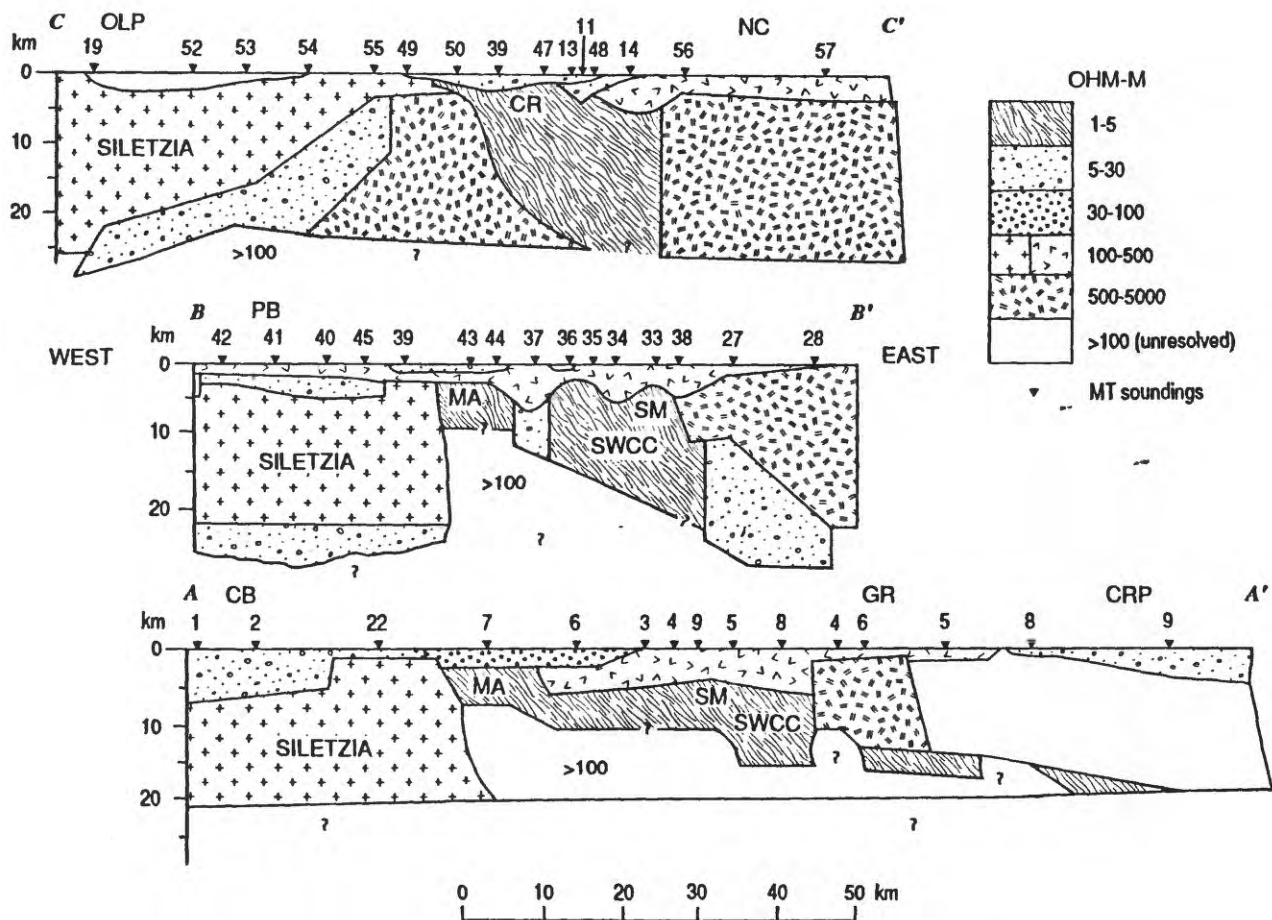 C OLP 11 NC C'
km 19 52 53 54 55 49 50 39 47 13 48 14 56 57
0
CR
10
SILETZIA
20
>100 ?
?
OHM-M
1-5
5-30
30-100
100-500
500-5000
>100 (unresolved)
MT soundings
B PB B'
WEST km 42 41 40 45 39 43 44 37 36 35 34 33 38 27 28 EAST
0
MA SM
10 ?
SWCC
SILETZIA >100
20 ?
?
?
A CB GR CRP A'
km 1 2 22 7 6 3 4 9 5 8 4 6 5 8 9
0
MA SM
10 ? SWCC
SILETZIA
>100 ? ?
20
? ?
0 10 20 30 40 50 km